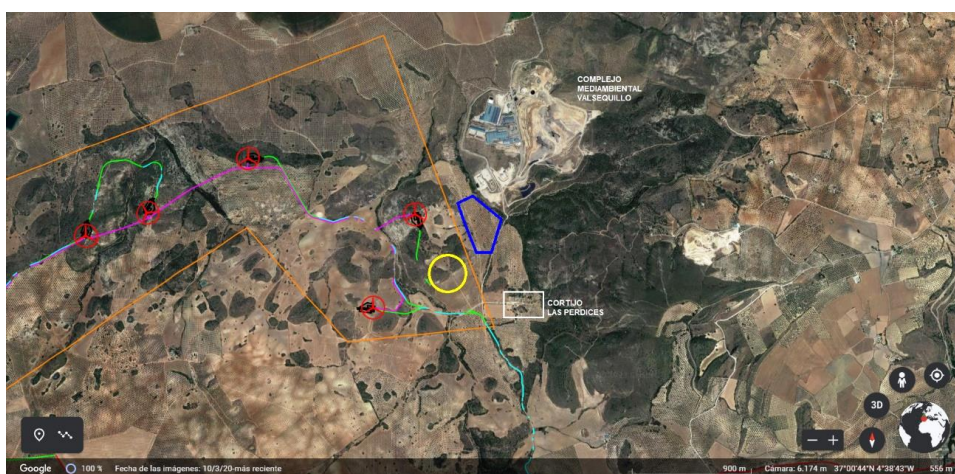 COMPLEJO
MEDIAMBIENTAL
VALSEQUILLO
CORTIJO
LAS PERDICES
3D
Google 100 % Fecha de las imágenes: 10/3/20-más reciente 900 m Cámara: 6.174 m 37°00'44"N 4°38'43"W 556 m